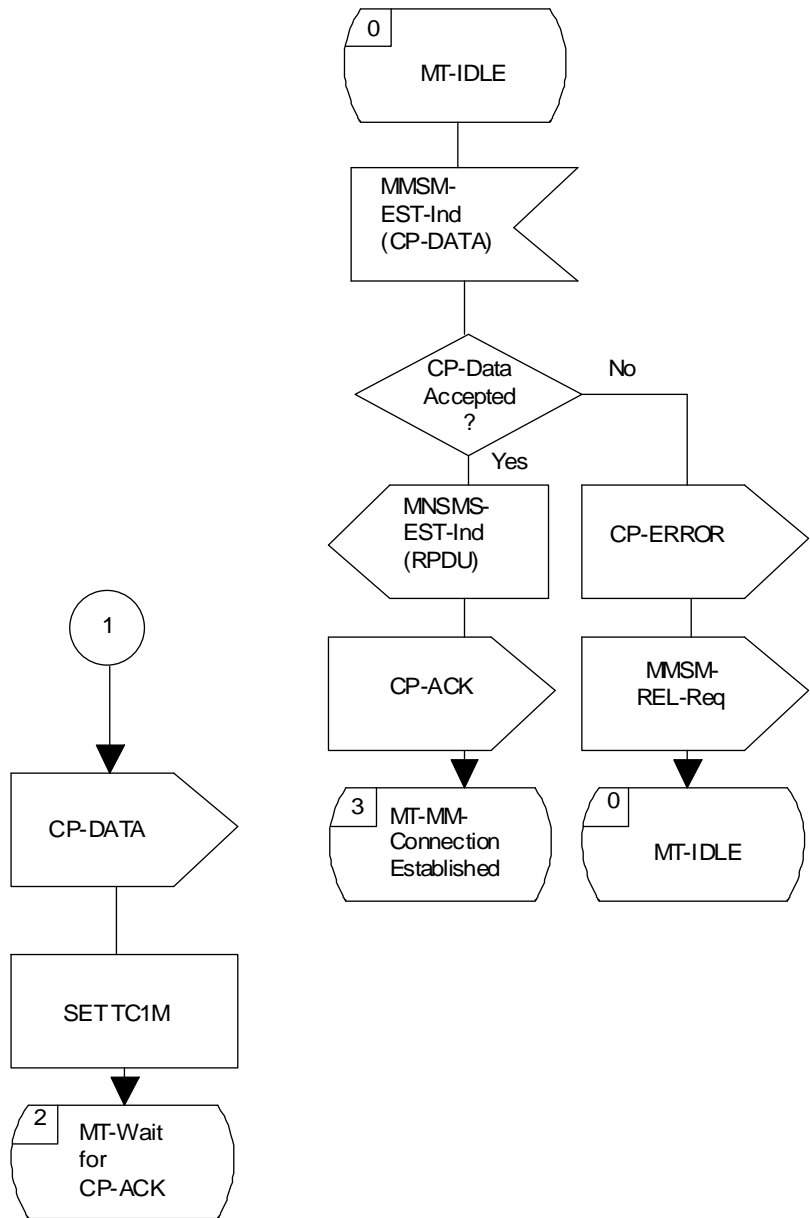 0
MT-IDLE
MMSM-
EST-Ind
(CP-DATA)
CP-Data
Accepted
?
No
Yes
MNSMS-
EST-Ind
(RPDU)
CP-ERROR
CP-ACK
MMSM-
REL-Req
3
MT-MM-
Connection
Established
0
MT-IDLE
1
CP-DATA
SET TC1M
2
MT-Wait
for
CP-ACK